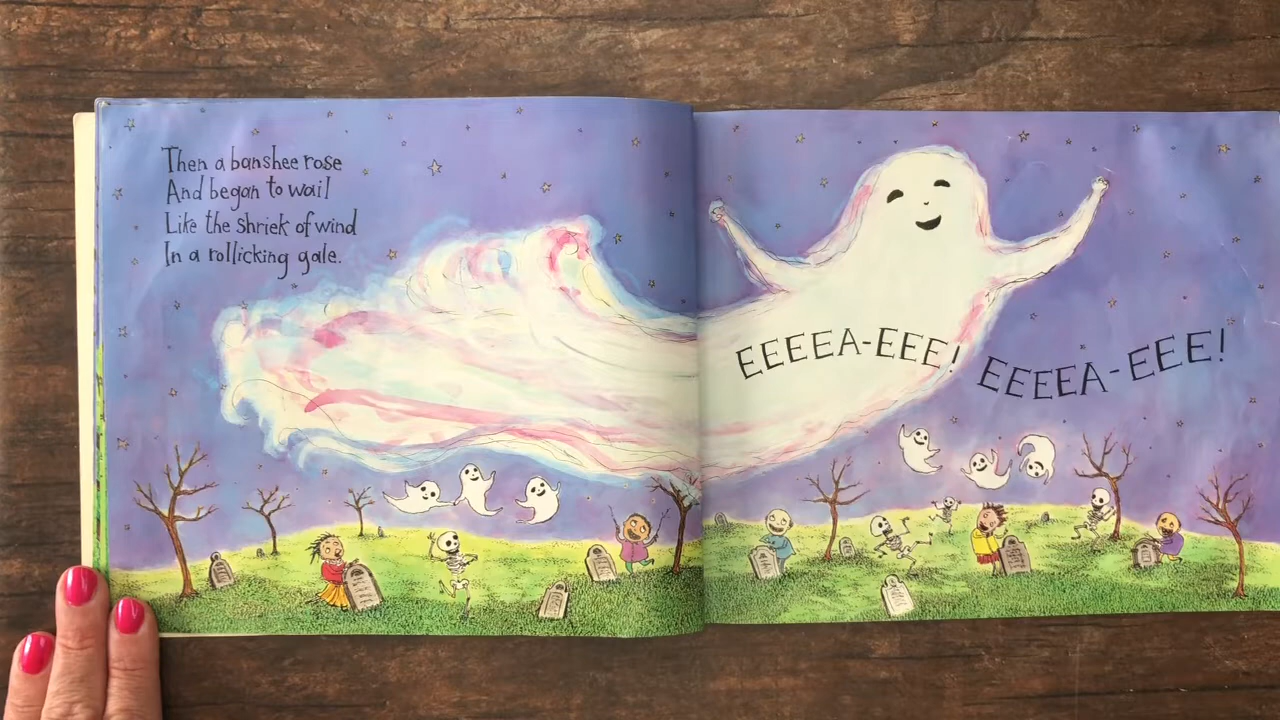 Then a banshee rose
And began to wail
Like the shriek of wind
In a rollicking gale.
EEEEA-EEE! EEEEA-EEE!